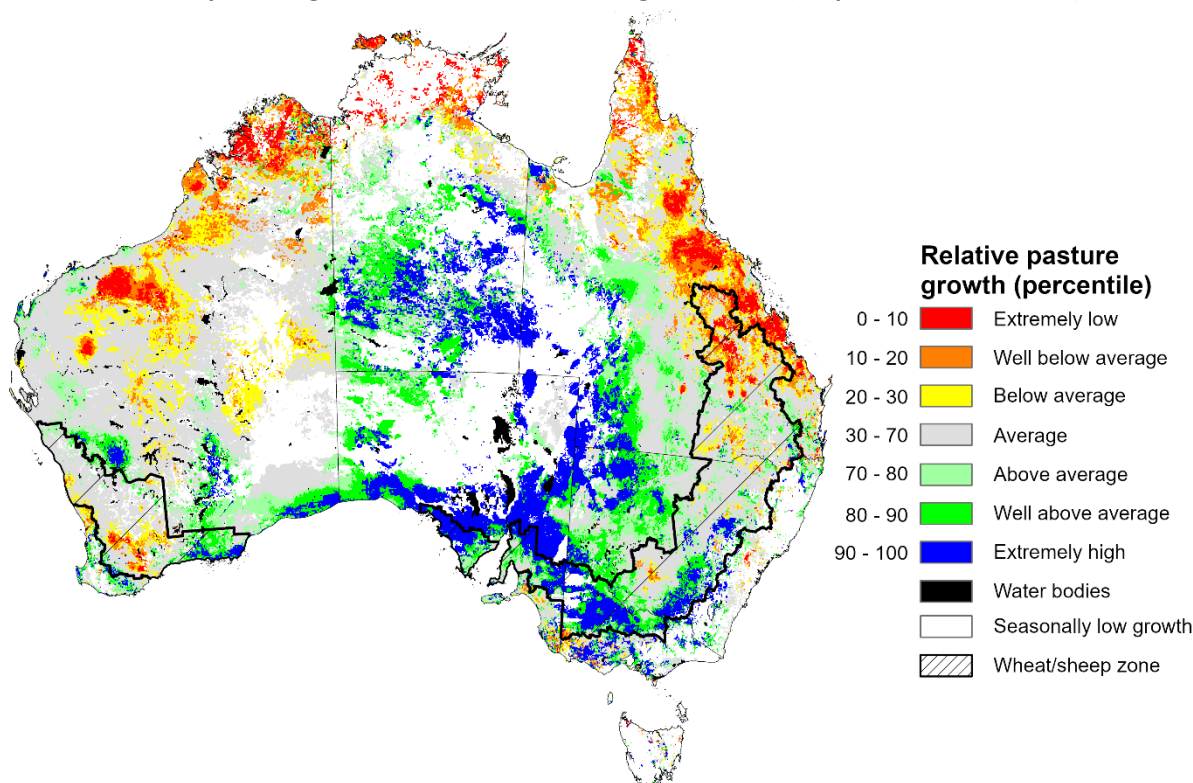 Relative pasture
growth (percentile)
0 - 10 Extremely low
10 - 20 Well below average
20 - 30 Below average
30 - 70 Average
70 - 80 Above average
80 - 90 Well above average
90 - 100 Extremely high
Water bodies
Seasonally low growth
Wheat/sheep zone